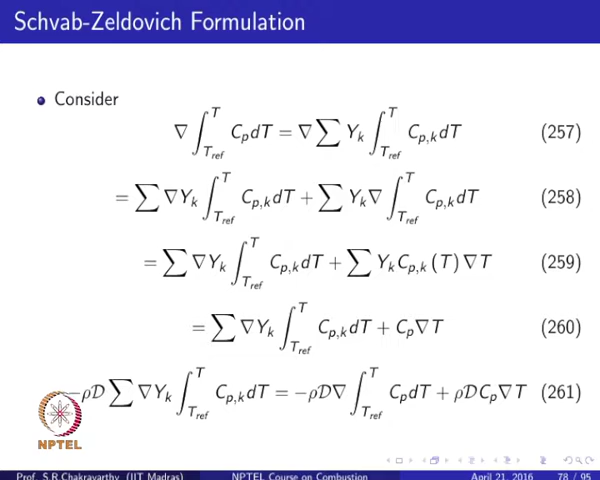 Schvab-Zeldovich Formulation
Consider
∇ ∫_{T_ref}^{T} C_p dT = ∇ ∑ Y_k ∫_{T_ref}^{T} C_{p,k} dT (257)
= ∑ ∇Y_k ∫_{T_ref}^{T} C_{p,k} dT + ∑ Y_k ∇ ∫_{T_ref}^{T} C_{p,k} dT (258)
= ∑ ∇Y_k ∫_{T_ref}^{T} C_{p,k} dT + ∑ Y_k C_{p,k} (T) ∇T (259)
= ∑ ∇Y_k ∫_{T_ref}^{T} C_{p,k} dT + C_p ∇T (260)
−ρD ∑ ∇Y_k ∫_{T_ref}^{T} C_{p,k} dT = −ρD∇ ∫_{T_ref}^{T} C_p dT + ρDC_p ∇T (261)
NPTEL
Prof. S.R.Chakravarthy (IIT Madras) NPTEL Course on Combustion April 21, 2016 78 / 95